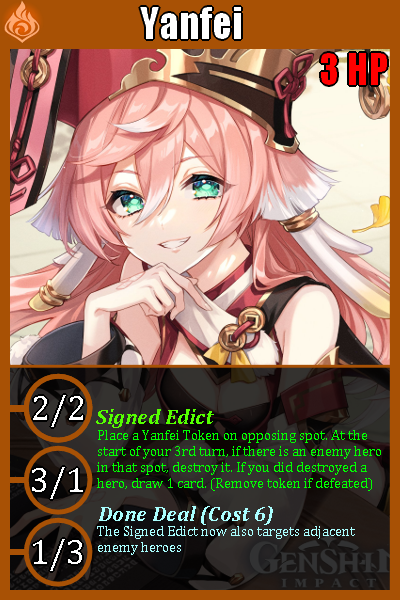 Yanfei
3 HP
2/2
3/1
1/3
Signed Edict
Place a Yanfei Token on opposing spot. At the
start of your 3rd turn, if there is an enemy hero
in that spot, destroy it. If you did destroyed a
hero, draw 1 card. (Remove token if defeated)
Done Deal (Cost 6)
The Signed Edict now also targets adjacent
enemy heroes
GENSHIN
IMPACT